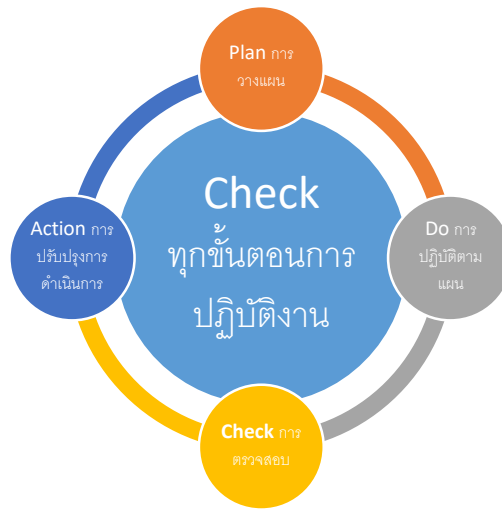 Plan การ
วางแผน
Check
ทุกขั้นตอนการ
ปฏิบัติงาน
Action การ
ปรับปรุงการ
ดำเนินการ
Do การ
ปฏิบัติตาม
แผน
Check การ
ตรวจสอบ